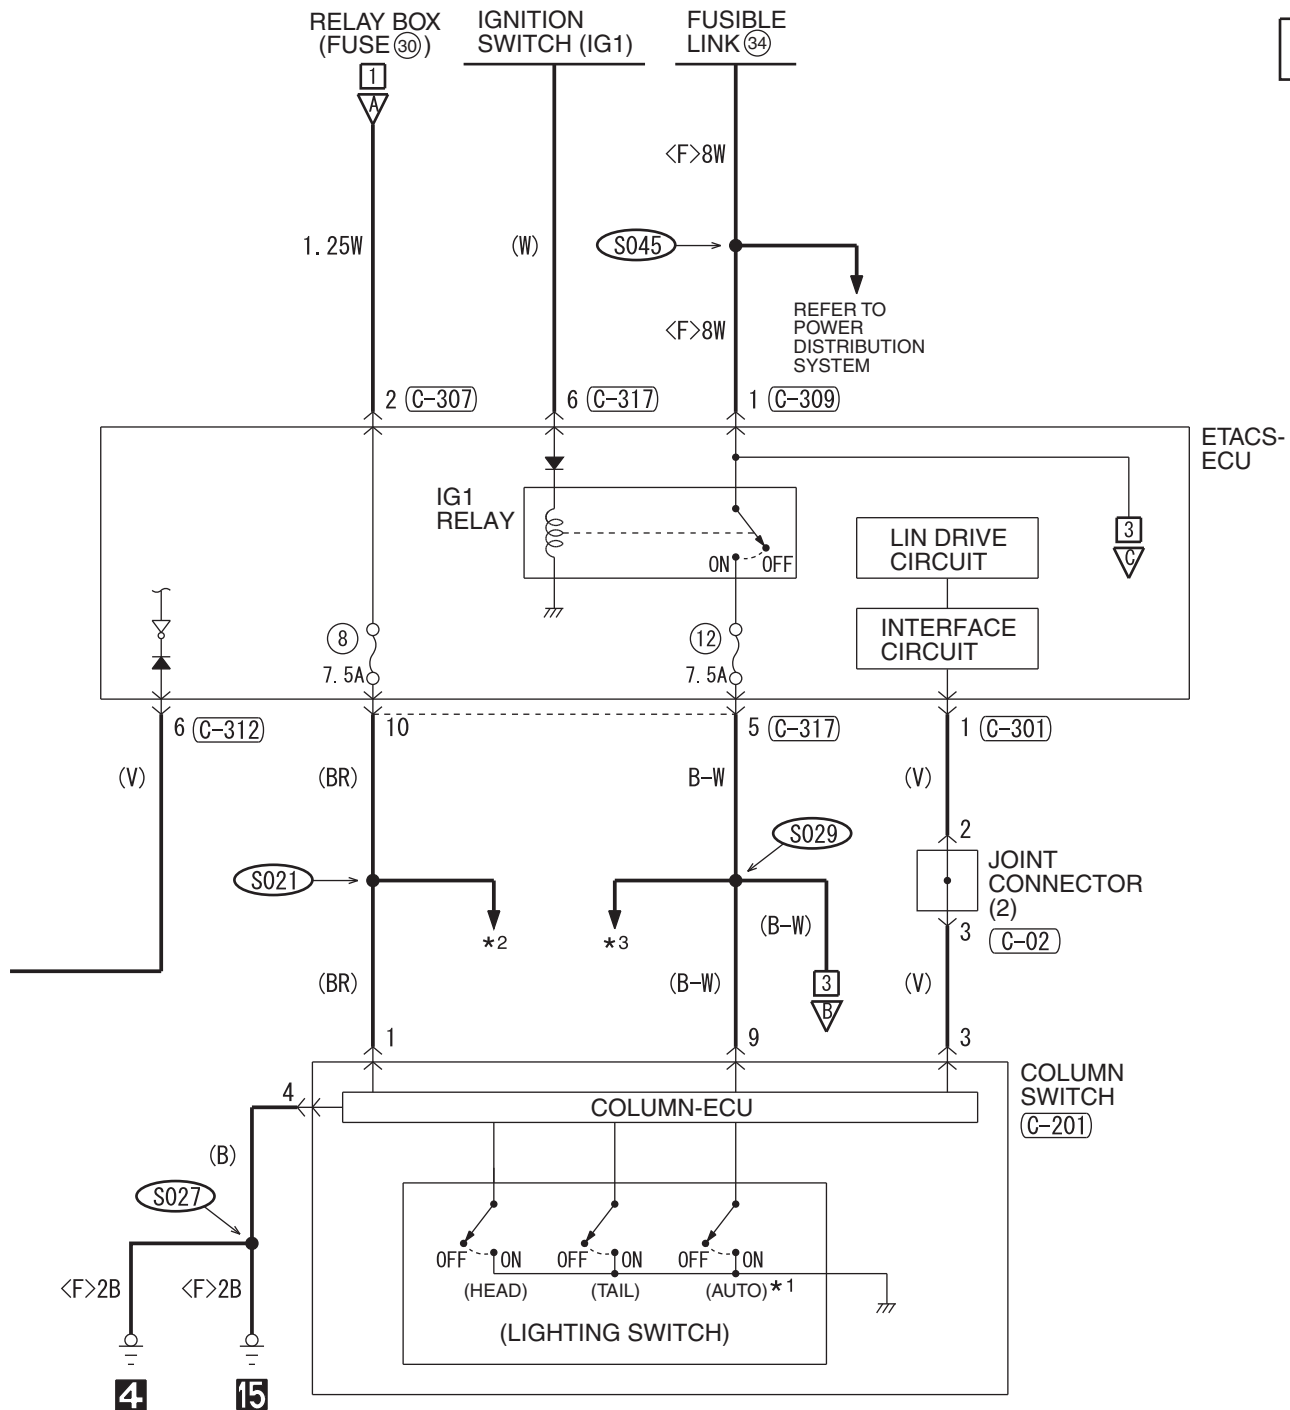 RELAY BOX
(FUSE 30)
IGNITION
SWITCH (IG1)
FUSIBLE
LINK 34
1
A
<F>8W
1.25W
(W)
S045
REFER TO
POWER
DISTRIBUTION
SYSTEM
<F>8W
2 C-307
6 C-317
1 C-309
ETACS-
ECU
IG1
RELAY
ON OFF
LIN DRIVE
CIRCUIT
3
C
INTERFACE
CIRCUIT
8
7.5A
12
7.5A
6 C-312
10
5 C-317
1 C-301
(V)
(BR)
B-W
(V)
S029
2
JOINT
CONNECTOR
(2)
S021
*2
*3
(B-W)
3 C-02
(BR)
(B-W)
3
B
(V)
1
9
3
COLUMN
SWITCH
C-201
4
COLUMN-ECU
(B)
S027
OFF ON
OFF ON
OFF ON
(HEAD)
(TAIL)
(AUTO)*1
<F>2B
<F>2B
(LIGHTING SWITCH)
4
15